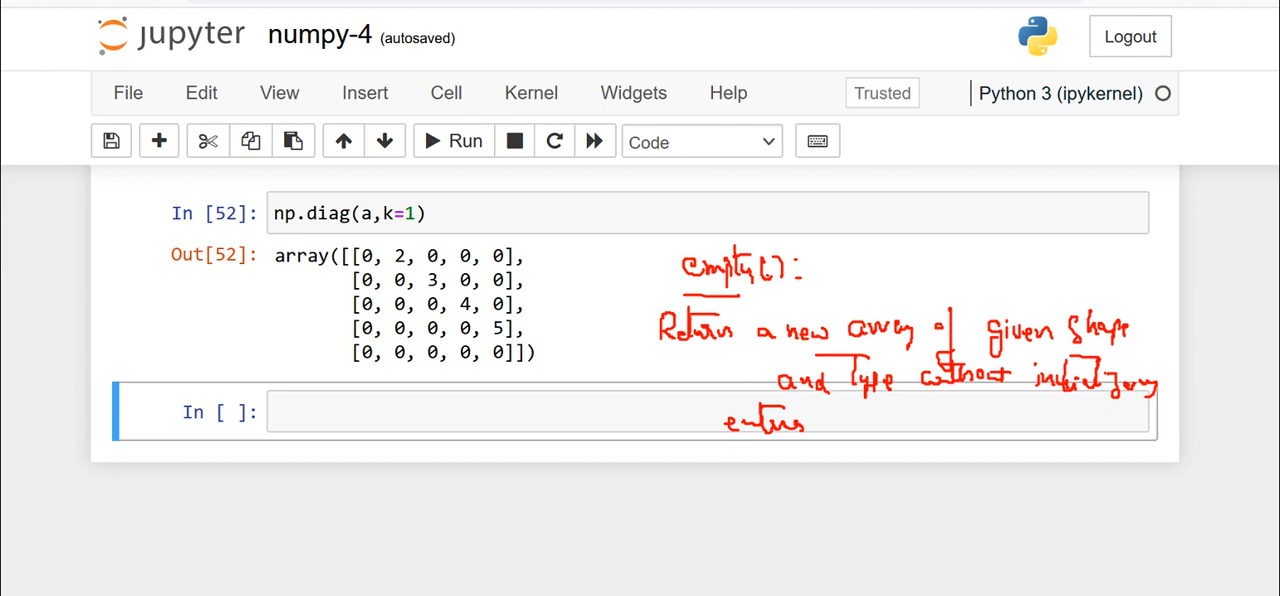 jupyter numpy-4 (autosaved) Logout
File Edit View Insert Cell Kernel Widgets Help Trusted Python 3 (ipykernel)
Run Code
In [52]: np.diag(a,k=1)
Out[52]: array([[0, 2, 0, 0, 0],
[0, 0, 3, 0, 0],
[0, 0, 0, 4, 0],
[0, 0, 0, 0, 5],
[0, 0, 0, 0, 0]])
empty():
Returns a new array of given shape
and Type without initializing
entries
In [ ]: